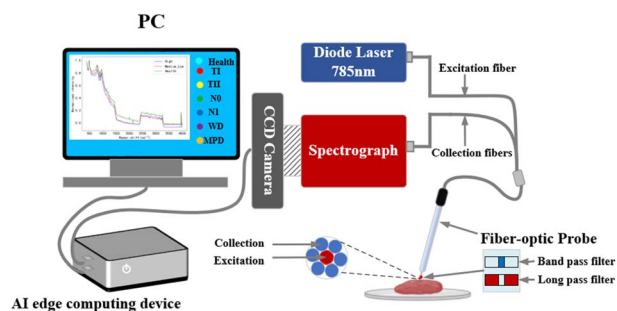 PC
Health
TI
TII
N0
N1
WD
MPD
Diode Laser
785nm
Excitation fiber
CCD Camera
Spectrograph
Collection fibers
Collection
Excitation
Fiber-optic Probe
Band pass filter
Long pass filter
AI edge computing device